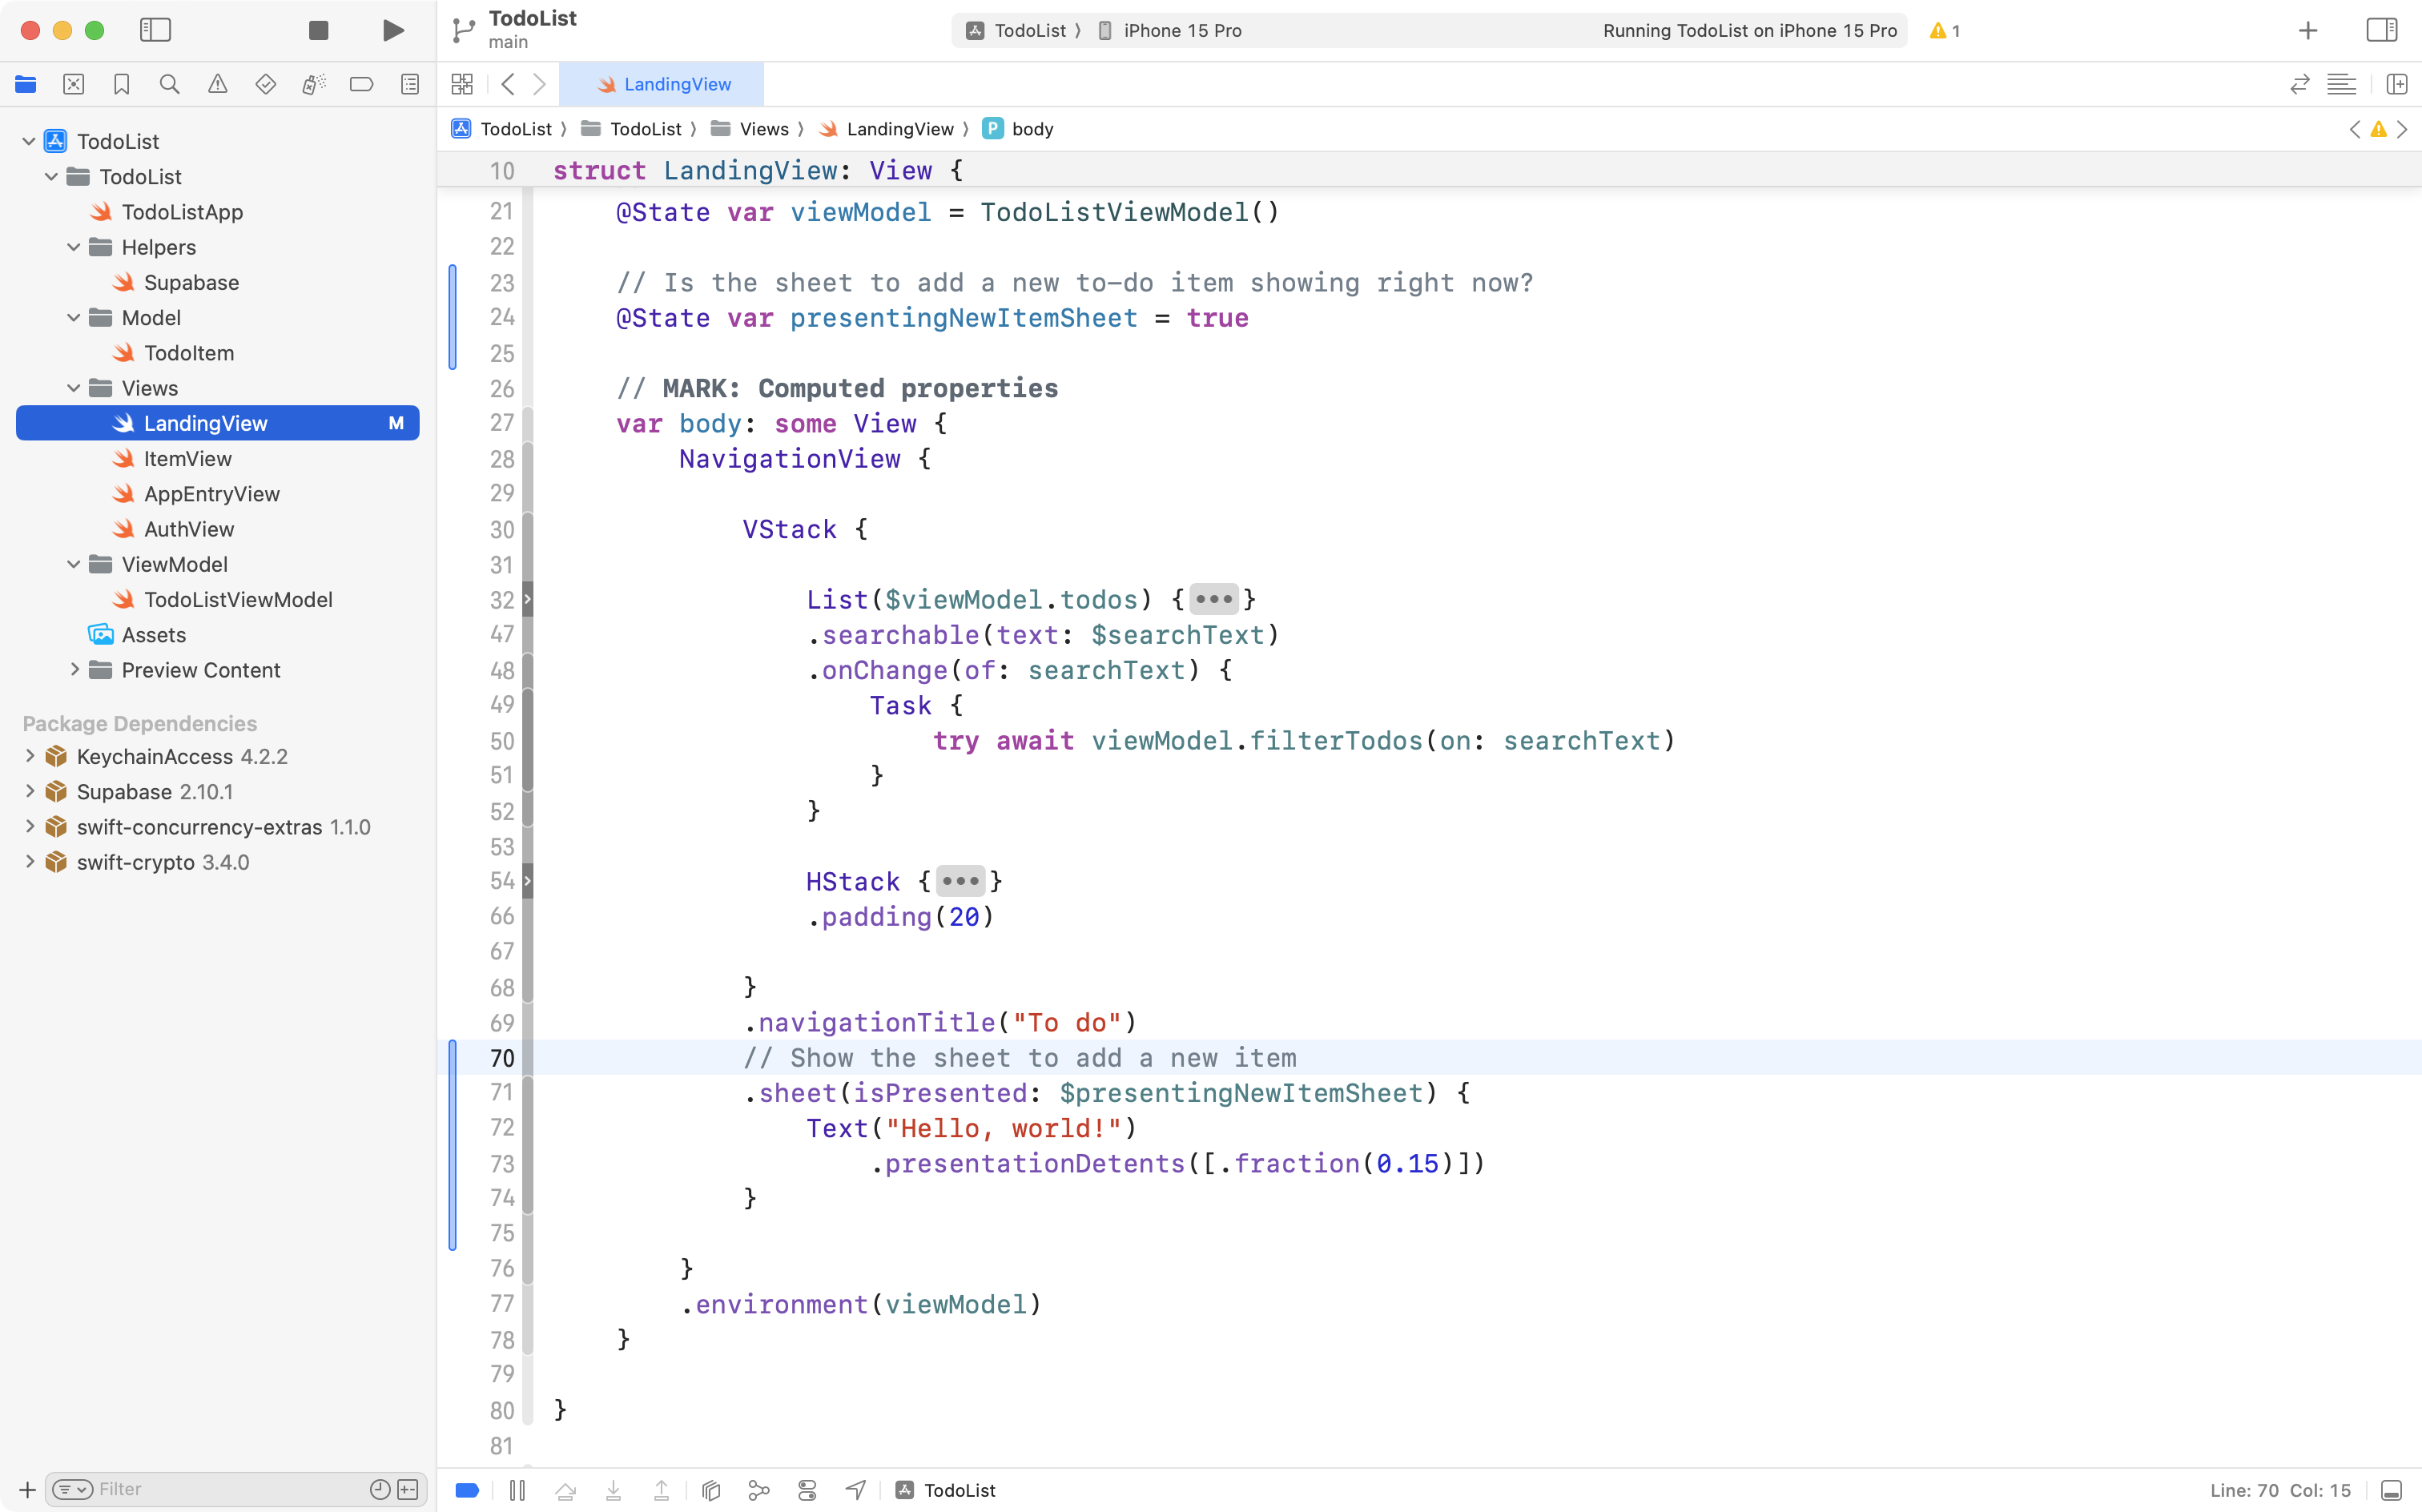 TodoList
main
TodoList 〉 iPhone 15 Pro
Running TodoList on iPhone 15 Pro
1
LandingView
TodoList 〉 TodoList 〉 Views 〉 LandingView 〉 P body
TodoList
TodoList
TodoListApp
Helpers
Supabase
Model
TodoItem
Views
LandingView M
ItemView
AppEntryView
AuthView
ViewModel
TodoListViewModel
Assets
Preview Content
Package Dependencies
KeychainAccess 4.2.2
Supabase 2.10.1
swift-concurrency-extras 1.1.0
swift-crypto 3.4.0
Filter
10 struct LandingView: View {
21     @State var viewModel = TodoListViewModel()
22
23     // Is the sheet to add a new to-do item showing right now?
24     @State var presentingNewItemSheet = true
25
26     // MARK: Computed properties
27     var body: some View {
28         NavigationView {
29
30             VStack {
31
32                 List($viewModel.todos) {•••}
47                 .searchable(text: $searchText)
48                 .onChange(of: searchText) {
49                     Task {
50                         try await viewModel.filterTodos(on: searchText)
51                     }
52                 }
53
54                 HStack {•••}
66                 .padding(20)
67
68             }
69             .navigationTitle("To do")
70             // Show the sheet to add a new item
71             .sheet(isPresented: $presentingNewItemSheet) {
72                 Text("Hello, world!")
73                     .presentationDetents([.fraction(0.15)])
74             }
75
76         }
77         .environment(viewModel)
78     }
79
80 }
81
TodoList
Line: 70 Col: 15